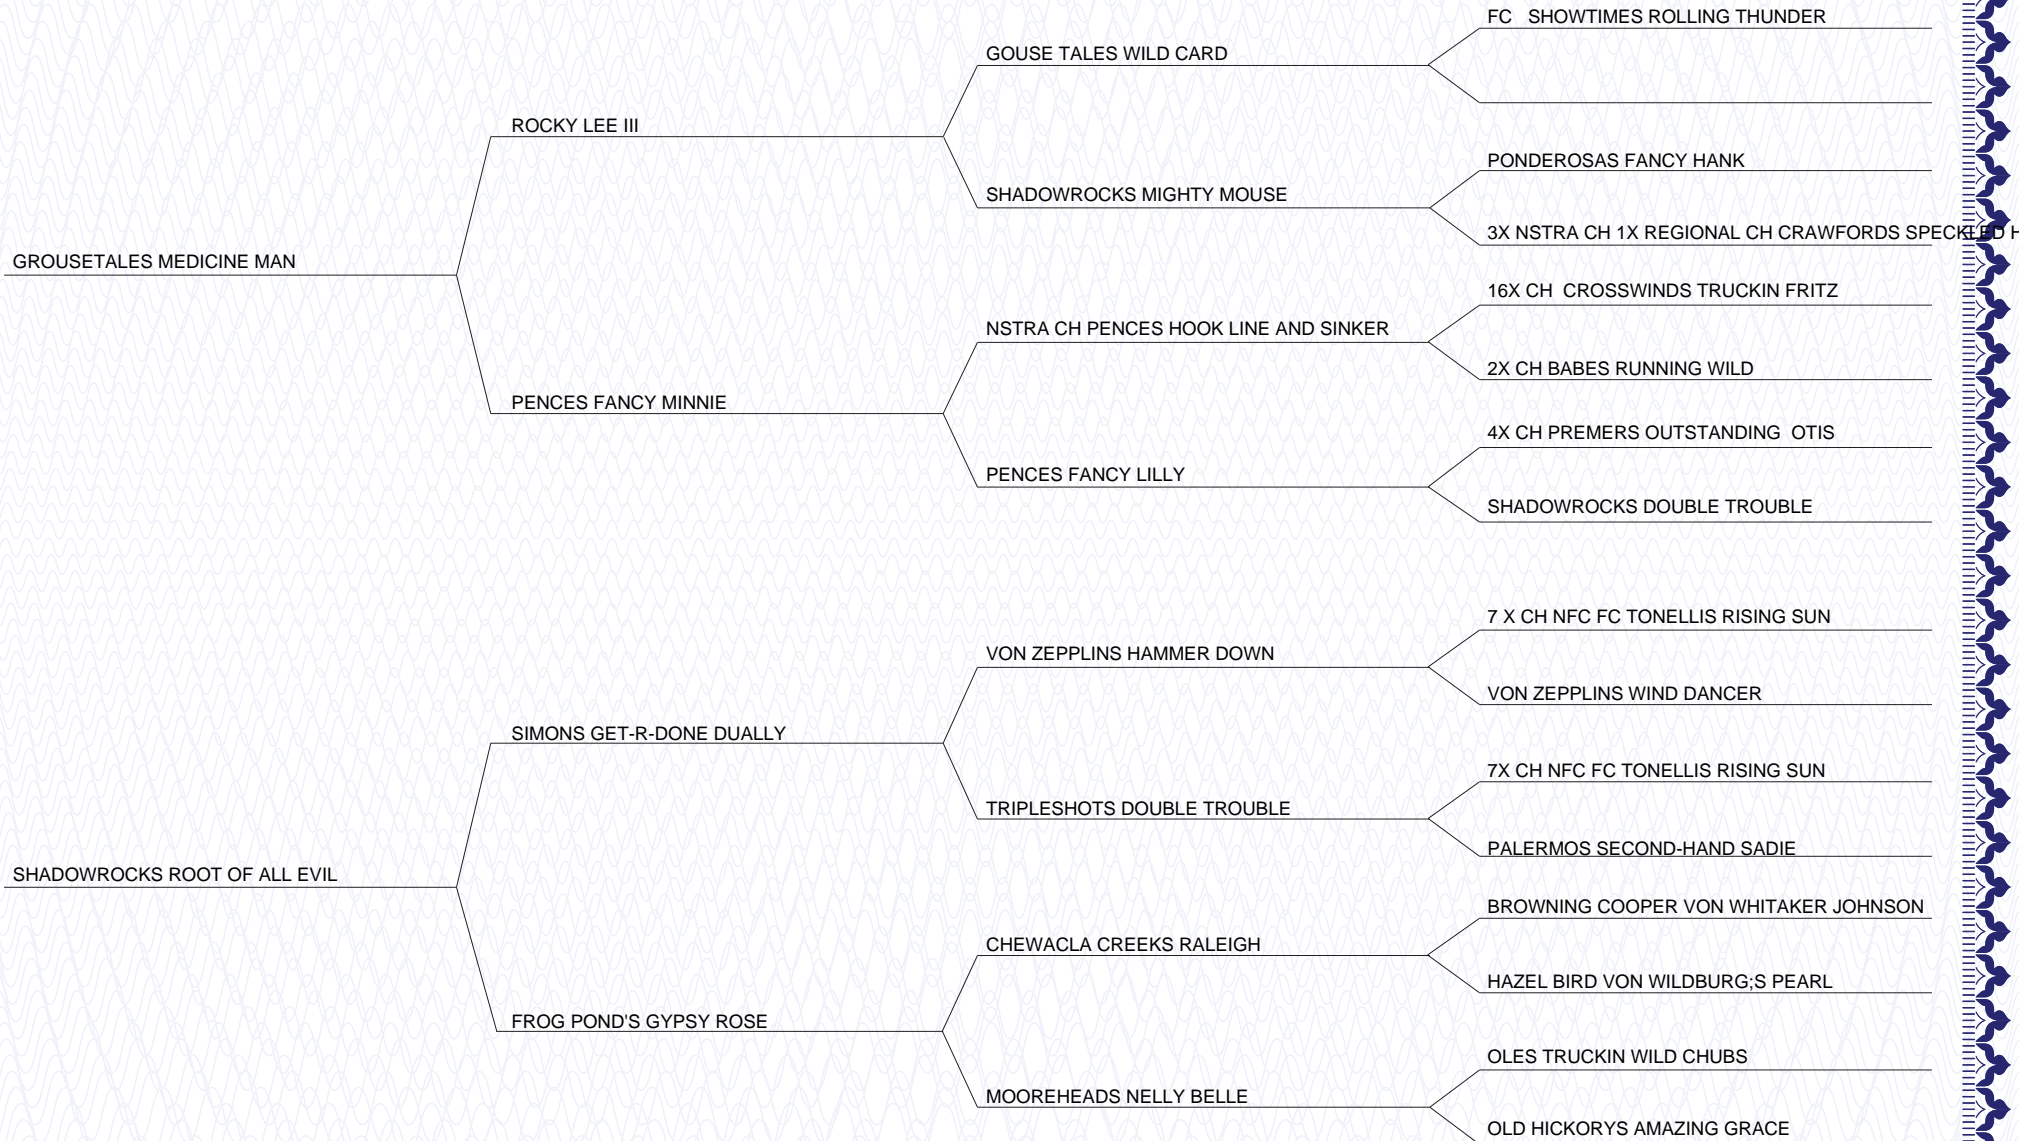 FC SHOWTIMES ROLLING THUNDER
GOUSE TALES WILD CARD
ROCKY LEE III
PONDEROSAS FANCY HANK
SHADOWROCKS MIGHTY MOUSE
3X NSTRA CH 1X REGIONAL CH CRAWFORDS SPECKLED H
GROUSETALES MEDICINE MAN
16X CH CROSSWINDS TRUCKIN FRITZ
NSTRA CH PENCES HOOK LINE AND SINKER
2X CH BABES RUNNING WILD
PENCES FANCY MINNIE
4X CH PREMERS OUTSTANDING OTIS
PENCES FANCY LILLY
SHADOWROCKS DOUBLE TROUBLE
7 X CH NFC FC TONELLIS RISING SUN
VON ZEPPLINS HAMMER DOWN
VON ZEPPLINS WIND DANCER
SIMONS GET-R-DONE DUALLY
7X CH NFC FC TONELLIS RISING SUN
TRIPLESHOTS DOUBLE TROUBLE
PALERMOS SECOND-HAND SADIE
SHADOWROCKS ROOT OF ALL EVIL
BROWNING COOPER VON WHITAKER JOHNSON
CHEWACLA CREEKS RALEIGH
HAZEL BIRD VON WILDBURG;S PEARL
FROG POND'S GYPSY ROSE
OLES TRUCKIN WILD CHUBS
MOOREHEADS NELLY BELLE
OLD HICKORYS AMAZING GRACE